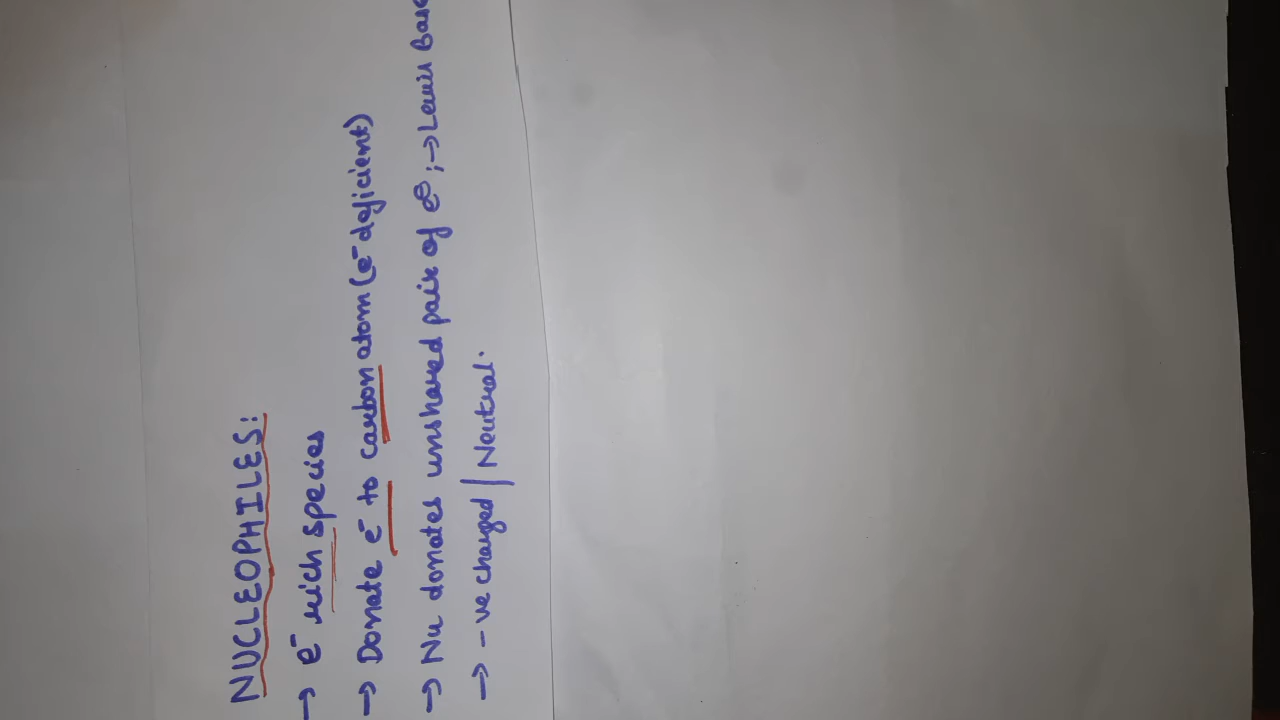 NUCLEOPHILES:
→ e⁻ rich species
→ Donate e⁻ to carbon atom (e⁻ deficient)
→ Nu donates unshared pair of e⊖; → Lewis Base
→ -ve charged / Neutral.